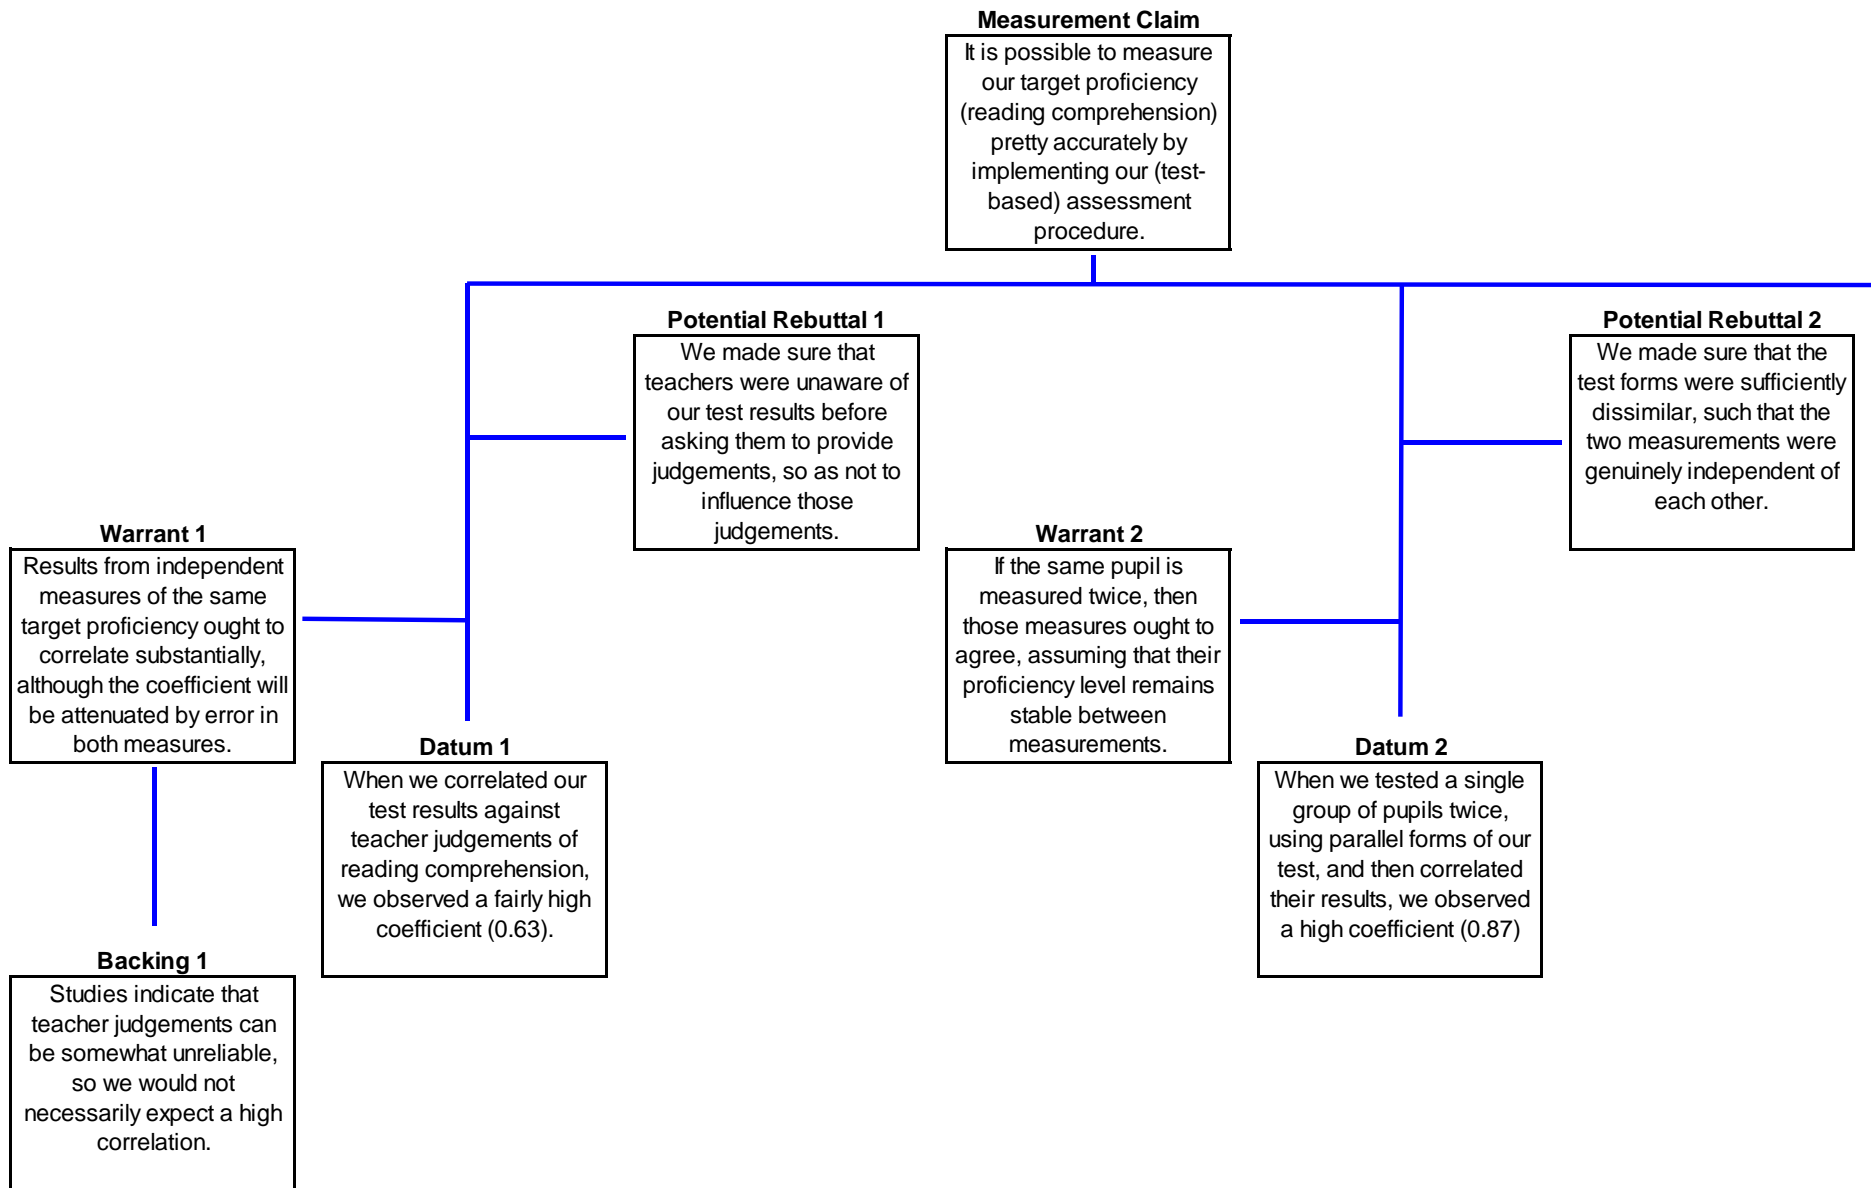 Measurement Claim
It is possible to measure
our target proficiency
(reading comprehension)
pretty accurately by
implementing our (test-
based) assessment
procedure.
Potential Rebuttal 1
We made sure that
teachers were unaware of
our test results before
asking them to provide
judgements, so as not to
influence those
judgements.
Potential Rebuttal 2
We made sure that the
test forms were sufficiently
dissimilar, such that the
two measurements were
genuinely independent of
each other.
Warrant 1
Results from independent
measures of the same
target proficiency ought to
correlate substantially,
although the coefficient will
be attenuated by error in
both measures.
Warrant 2
If the same pupil is
measured twice, then
those measures ought to
agree, assuming that their
proficiency level remains
stable between
measurements.
Datum 1
When we correlated our
test results against
teacher judgements of
reading comprehension,
we observed a fairly high
coefficient (0.63).
Datum 2
When we tested a single
group of pupils twice,
using parallel forms of our
test, and then correlated
their results, we observed
a high coefficient (0.87)
Backing 1
Studies indicate that
teacher judgements can
be somewhat unreliable,
so we would not
necessarily expect a high
correlation.